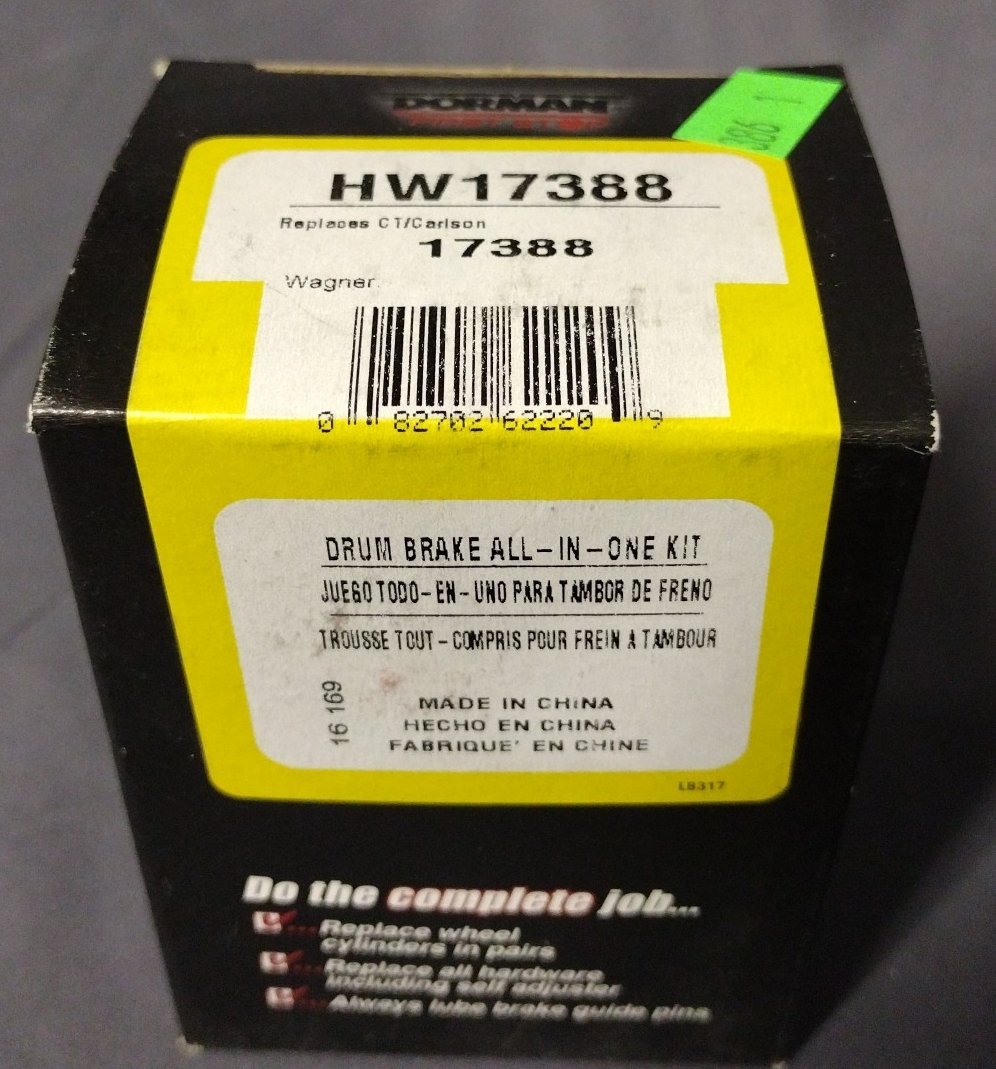 DORMAN
1 986
HW17388
Replaces CT/Carlson
17388
Wagner
0 82702 62220 9
DRUM BRAKE ALL-IN-ONE KIT
JUEGO TODO-EN-UNO PARA TAMBOR DE FRENO
TROUSSE TOUT-COMPRIS POUR FREIN A TAMBOUR
16 169
MADE IN CHINA
HECHO EN CHINA
FABRIQUE' EN CHINE
LB317
Do the complete job...
...Replace wheel
cylinders in pairs
...Replace all hardware
including self adjuster
...Always lube brake guide pins